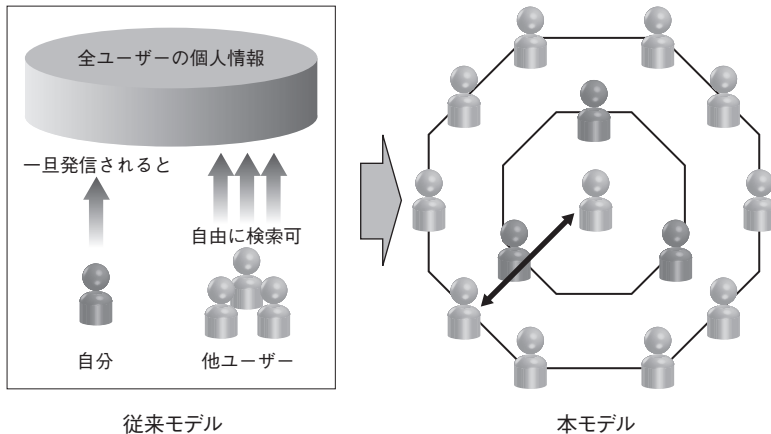 全ユーザーの個人情報
一旦発信されると
自由に検索可
自分
他ユーザー
従来モデル
本モデル